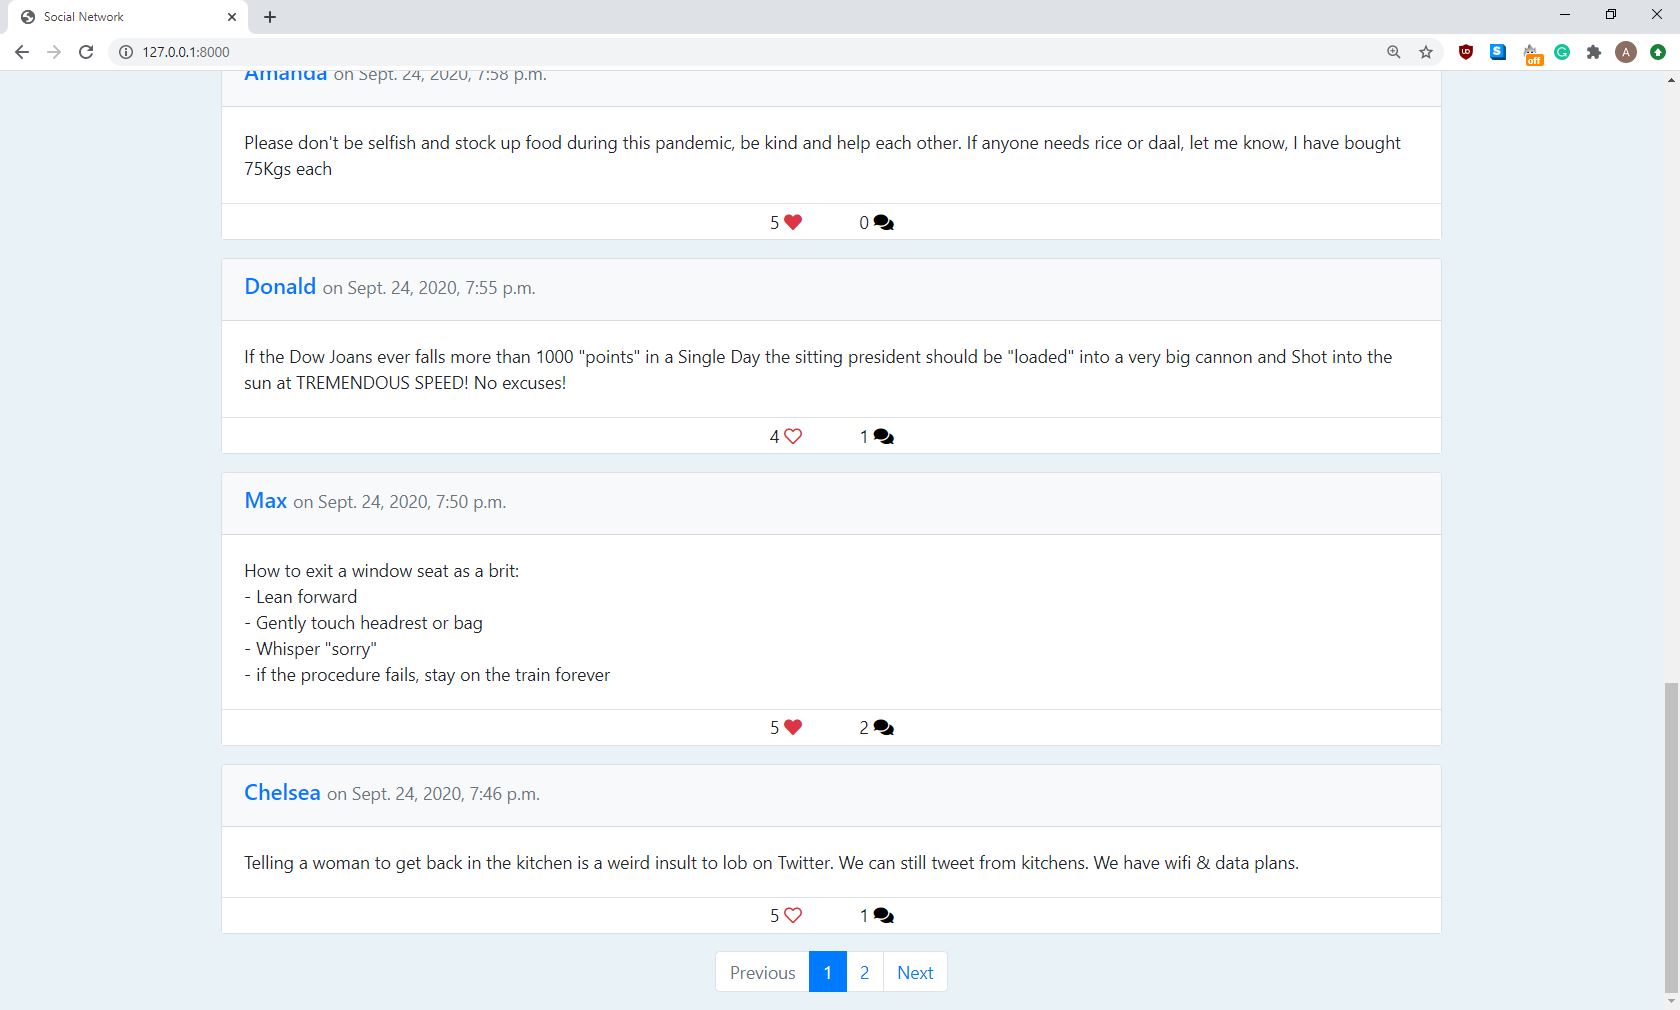 Social Network
127.0.0.1:8000
off
A
Amanda on Sept. 24, 2020, 7:58 p.m.
Please don't be selfish and stock up food during this pandemic, be kind and help each other. If anyone needs rice or daal, let me know, I have bought
75Kgs each
5 0
Donald on Sept. 24, 2020, 7:55 p.m.
If the Dow Joans ever falls more than 1000 "points" in a Single Day the sitting president should be "loaded" into a very big cannon and Shot into the
sun at TREMENDOUS SPEED! No excuses!
4 1
Max on Sept. 24, 2020, 7:50 p.m.
How to exit a window seat as a brit:
- Lean forward
- Gently touch headrest or bag
- Whisper "sorry"
- if the procedure fails, stay on the train forever
5 2
Chelsea on Sept. 24, 2020, 7:46 p.m.
Telling a woman to get back in the kitchen is a weird insult to lob on Twitter. We can still tweet from kitchens. We have wifi & data plans.
5 1
Previous 1 2 Next